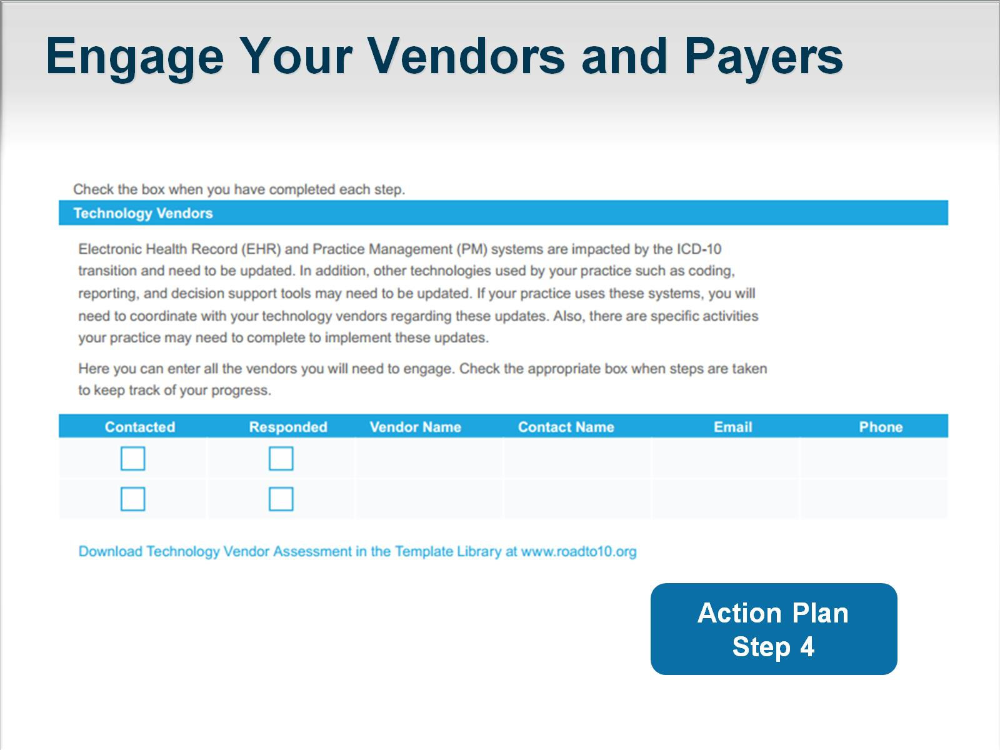 Engage Your Vendors and Payers
Check the box when you have completed each step.
Technology Vendors
Electronic Health Record (EHR) and Practice Management (PM) systems are impacted by the ICD-10
transition and need to be updated. In addition, other technologies used by your practice such as coding,
reporting, and decision support tools may need to be updated. If your practice uses these systems, you will
need to coordinate with your technology vendors regarding these updates. Also, there are specific activities
your practice may need to complete to implement these updates.
Here you can enter all the vendors you will need to engage. Check the appropriate box when steps are taken
to keep track of your progress.
Contacted Responded Vendor Name Contact Name Email Phone
Download Technology Vendor Assessment in the Template Library at www.roadto10.org
Action Plan
Step 4